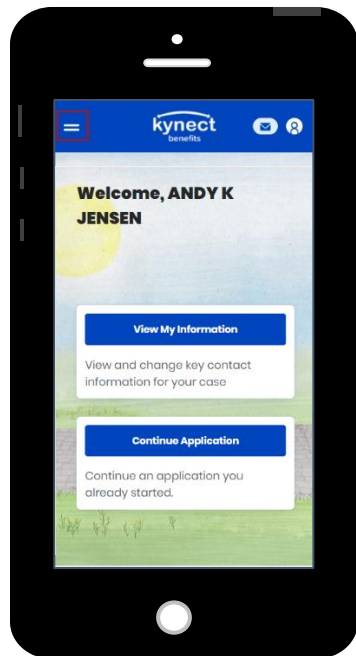 kynect
benefits
Welcome, ANDY K
JENSEN
View My Information
View and change key contact
information for your case
Continue Application
Continue an application you
already started.